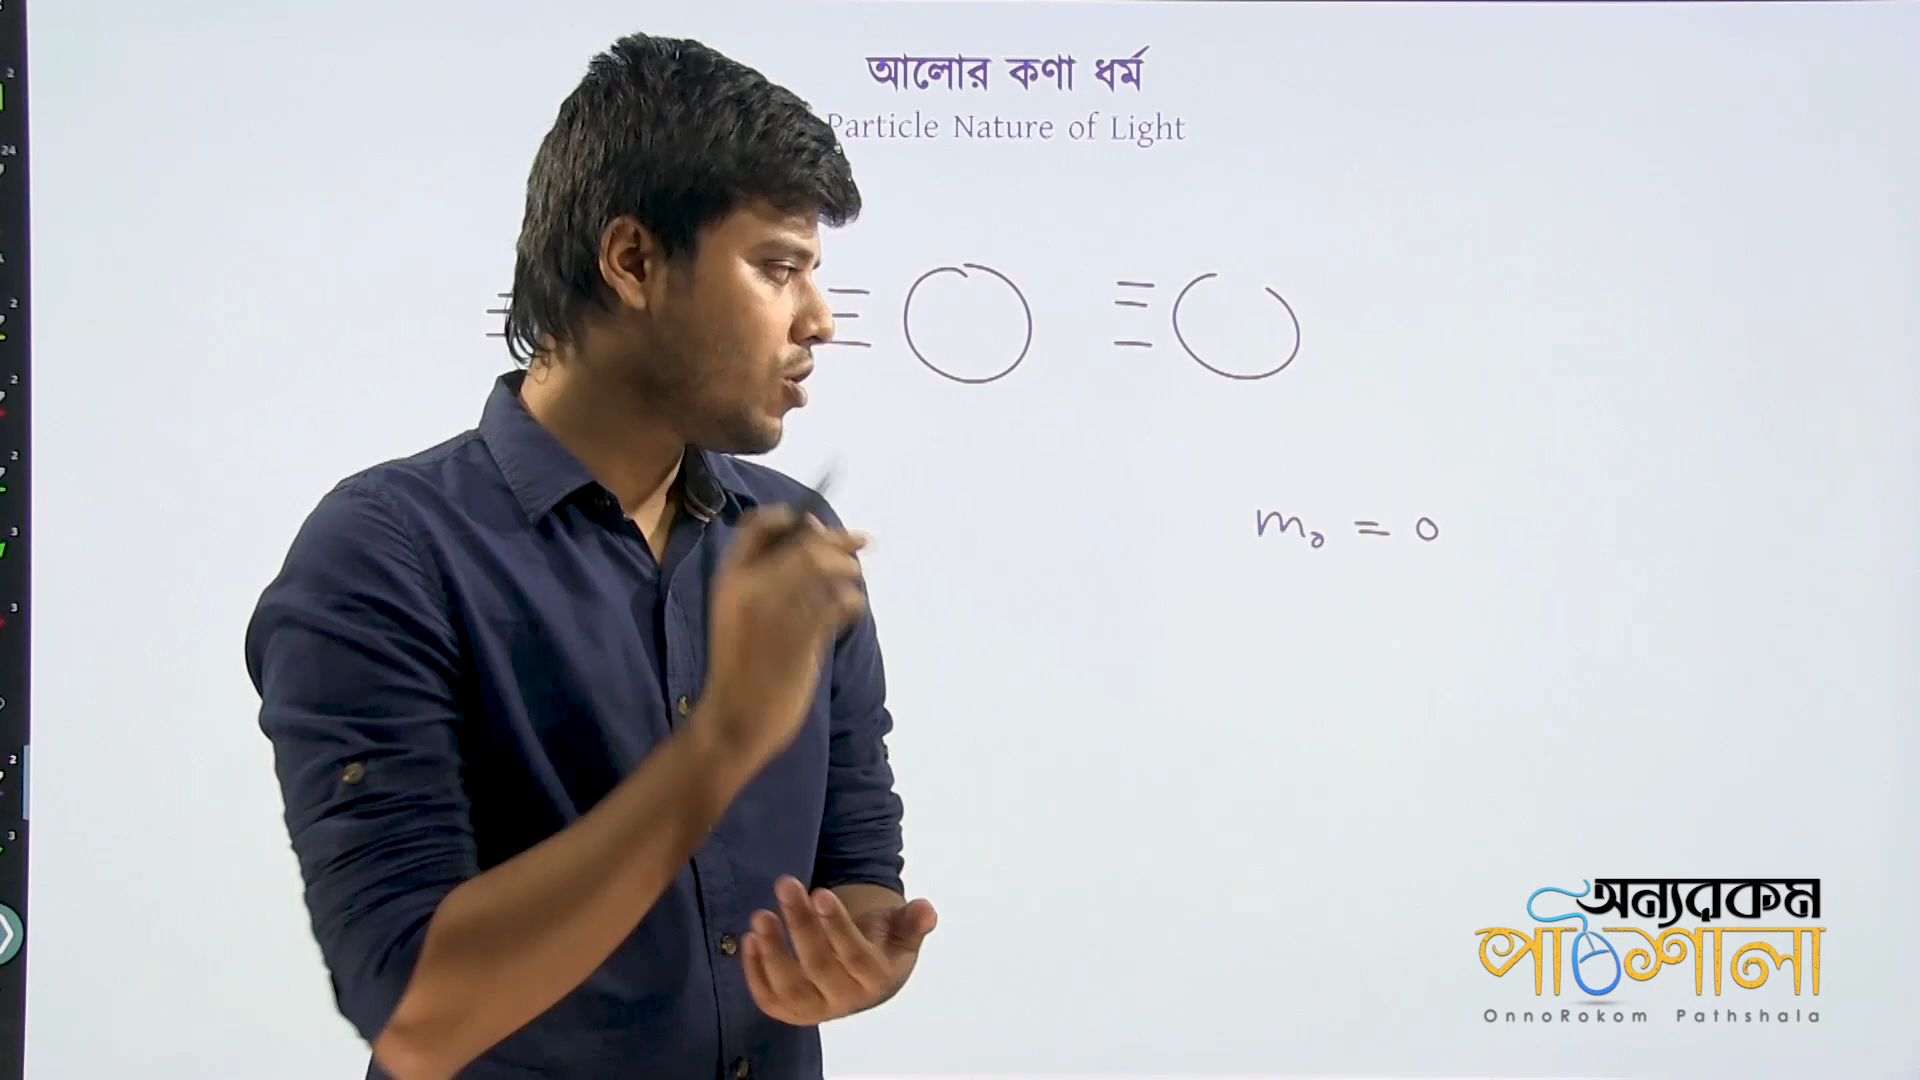 আলোর কণা ধর্ম
Particle Nature of Light
m₀ = 0
অন্যরকম
পাঠশালা
OnnoRokom Pathshala